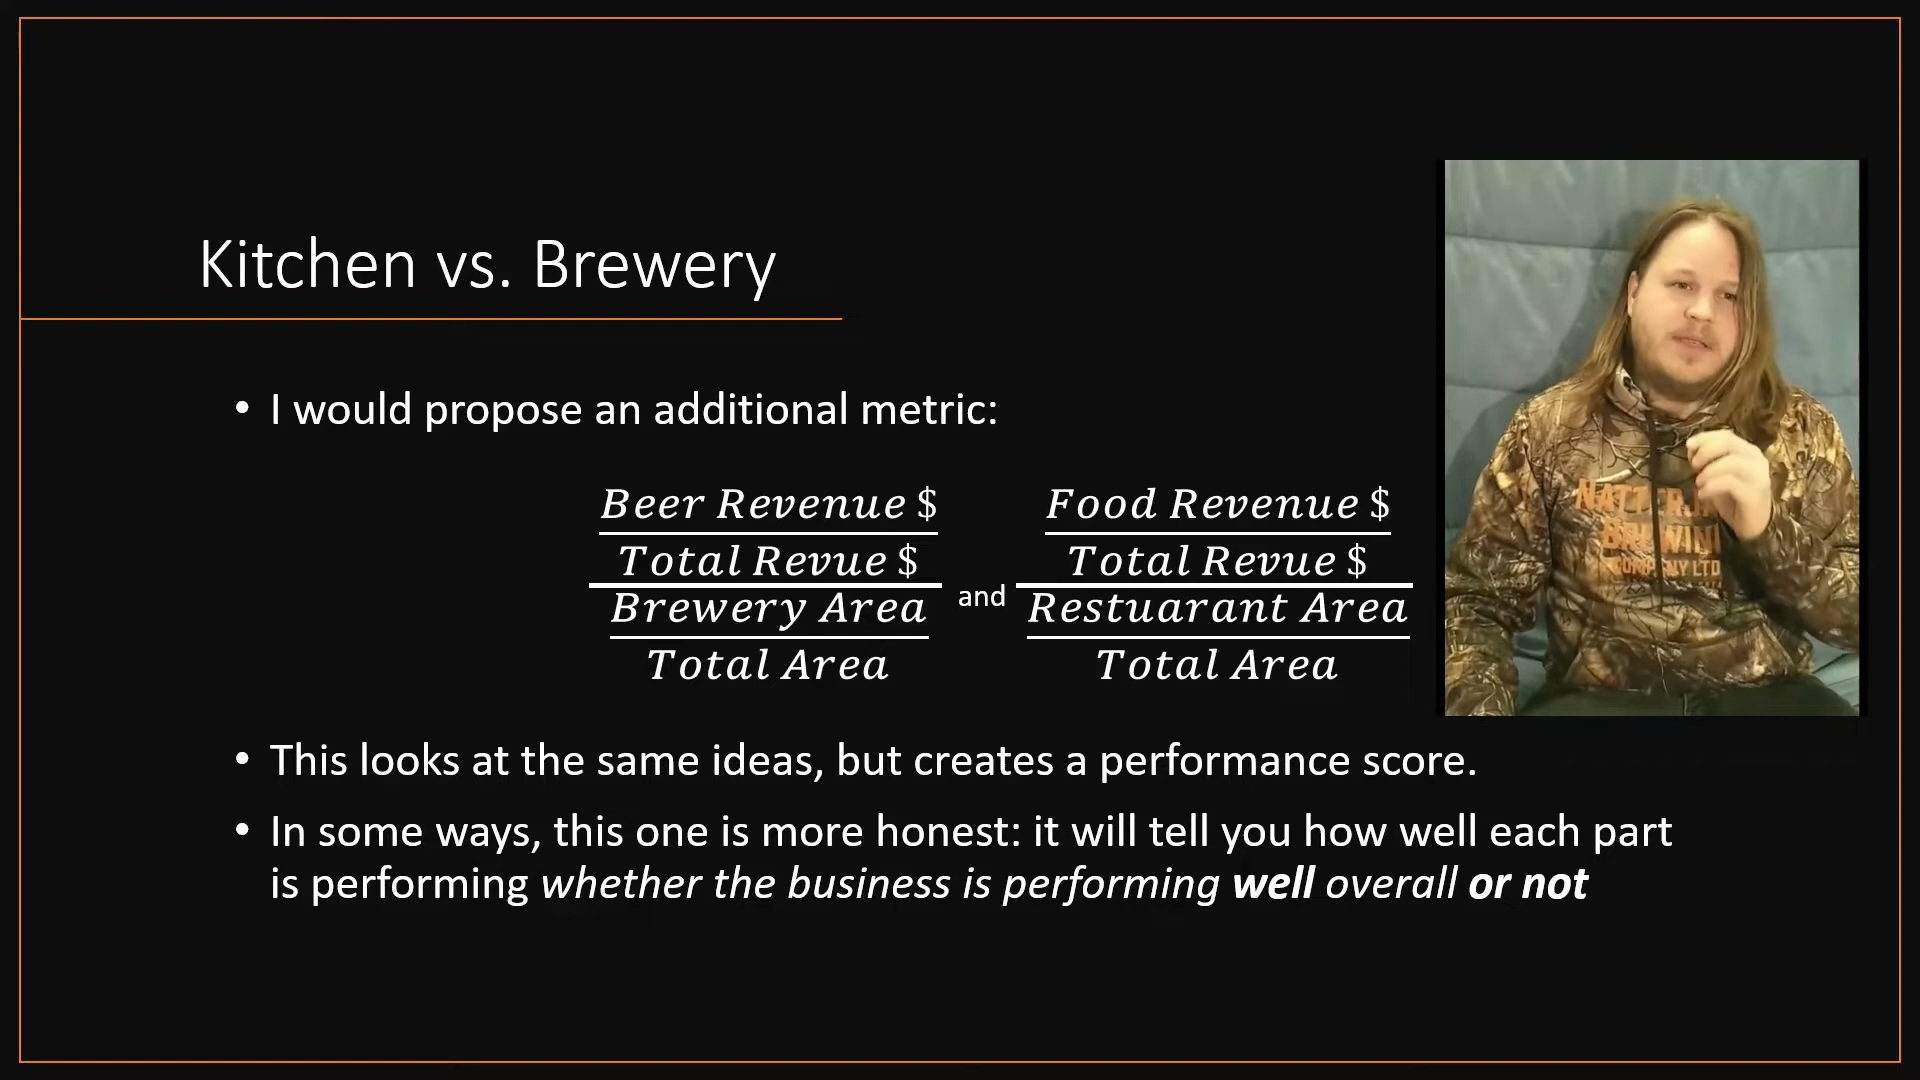 Kitchen vs. Brewery
• I would propose an additional metric:
Beer Revenue $
Total Revue $
Brewery Area
Total Area
and
Food Revenue $
Total Revue $
Restuarant Area
Total Area
• This looks at the same ideas, but creates a performance score.
• In some ways, this one is more honest: it will tell you how well each part
is performing whether the business is performing well overall or not
COMPANY LTD